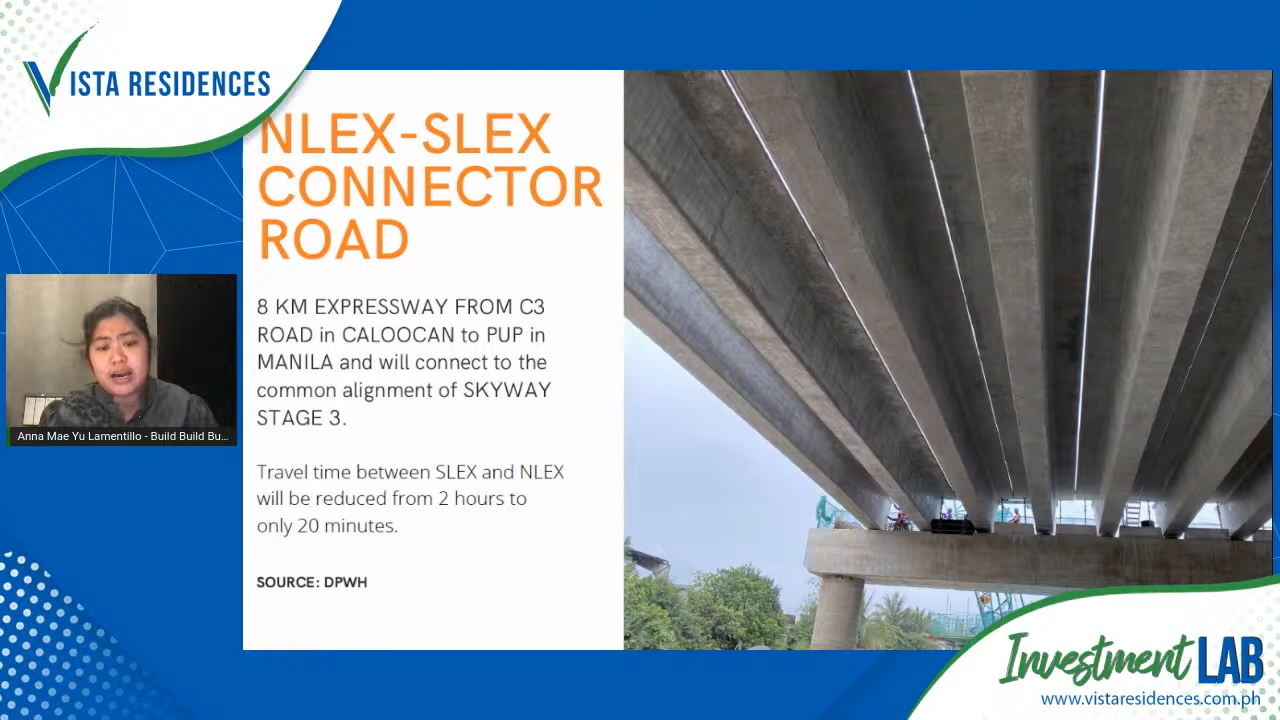 VISTA RESIDENCES
NLEX-SLEX
CONNECTOR
ROAD
8 KM EXPRESSWAY FROM C3
ROAD in CALOOCAN to PUP in
MANILA and will connect to the
common alignment of SKYWAY
STAGE 3.
Travel time between SLEX and NLEX
will be reduced from 2 hours to
only 20 minutes.
SOURCE: DPWH
Anna Mae Yu Lamentillo - Build Build Bu...
Investment LAB
www.vistaresidences.com.ph